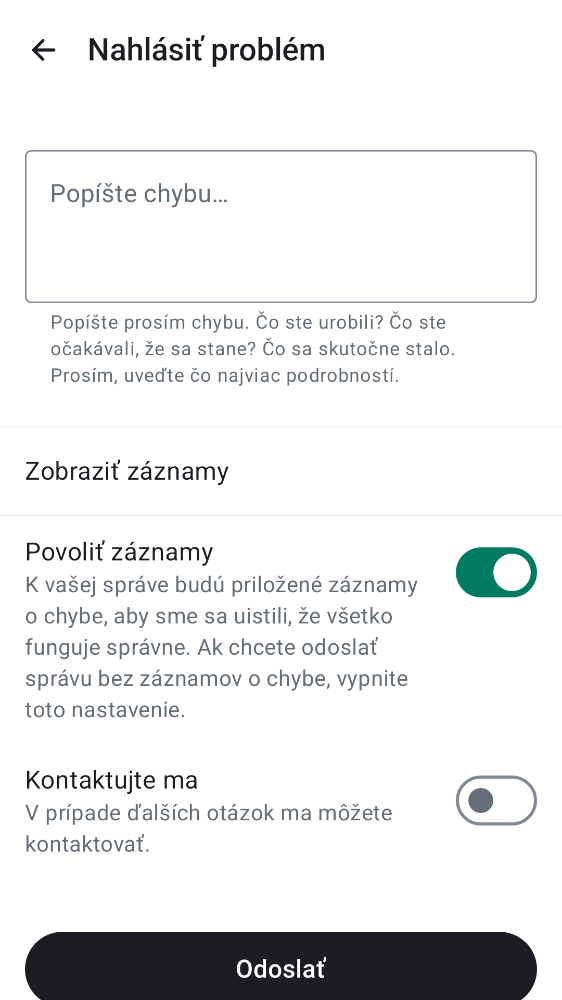 Nahlásiť problém
Popíšte chybu…
Popíšte prosím chybu. Čo ste urobili? Čo ste
očakávali, že sa stane? Čo sa skutočne stalo.
Prosím, uveďte čo najviac podrobností.
Zobraziť záznamy
Povoliť záznamy
K vašej správe budú priložené záznamy
o chybe, aby sme sa uistili, že všetko
funguje správne. Ak chcete odoslať
správu bez záznamov o chybe, vypnite
toto nastavenie.
Kontaktujte ma
V prípade ďalších otázok ma môžete
kontaktovať.
Odoslať